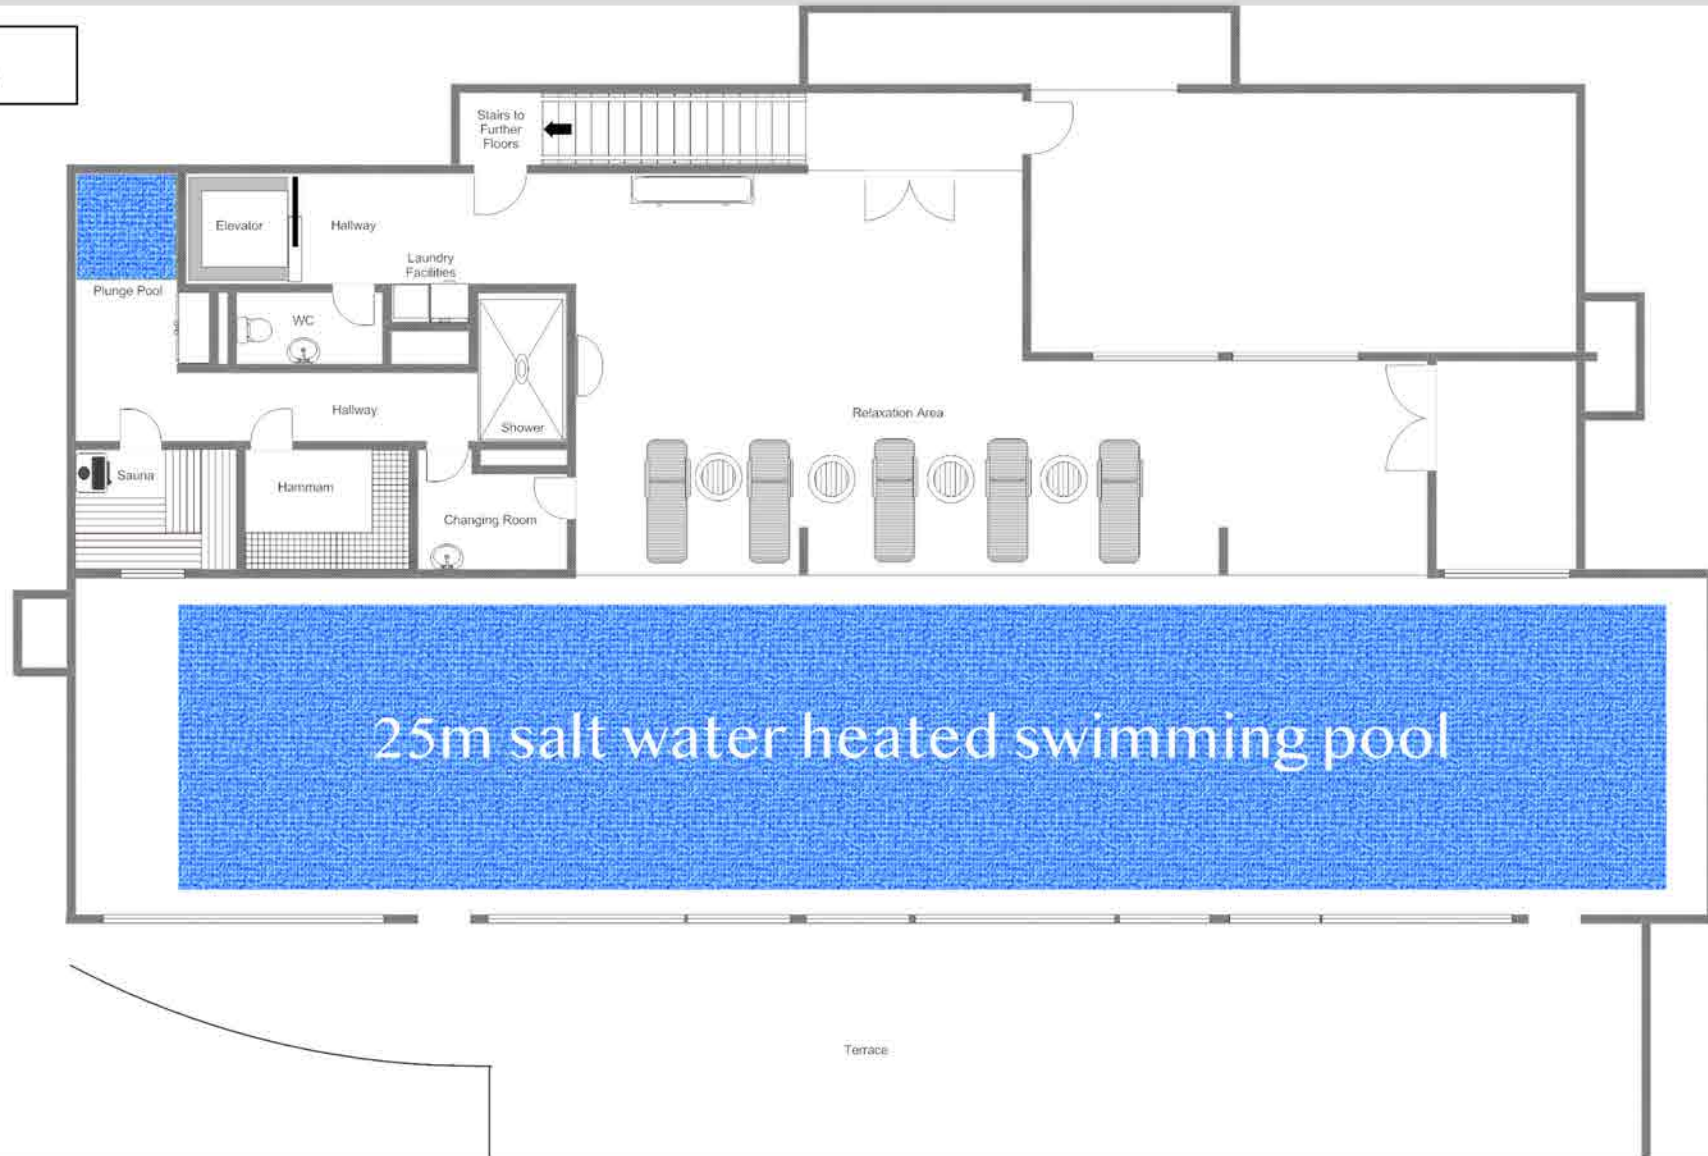 Stairs to
Further
Floors
Elevator
Hallway
Laundry
Facilities
Plunge Pool
WC
Hallway
Shower
Relaxation Area
Sauna
Hammam
Changing Room
25m salt water heated swimming pool
Terrace